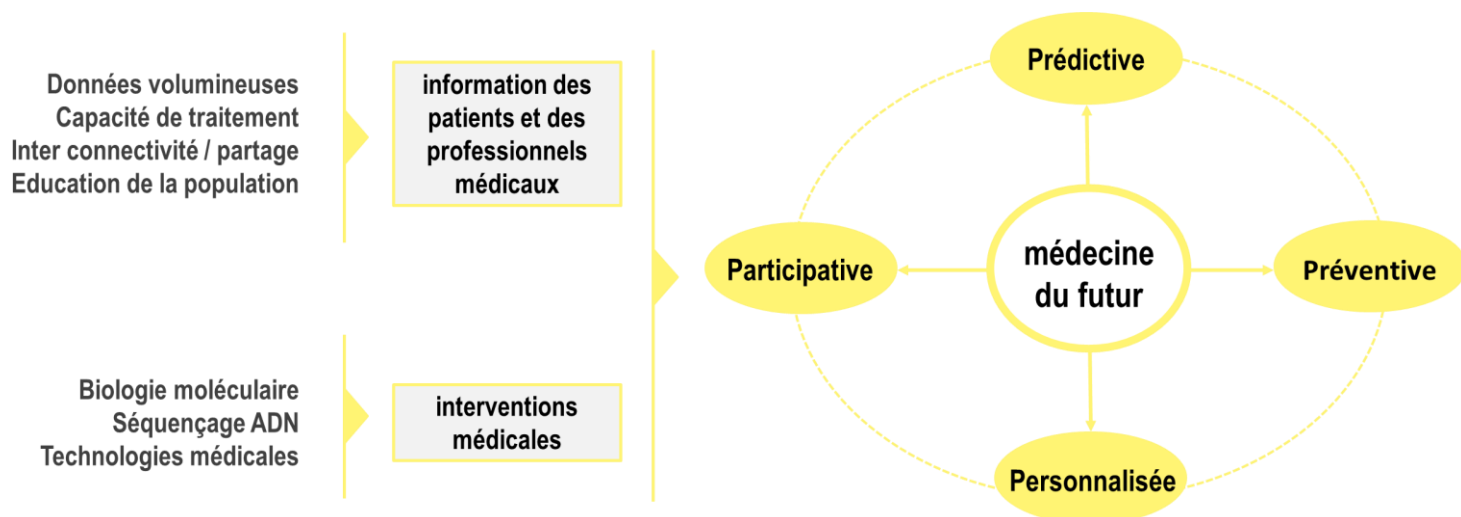 Données volumineuses
Capacité de traitement
Inter connectivité / partage
Education de la population
information des
patients et des
professionnels
médicaux
Biologie moléculaire
Séquençage ADN
Technologies médicales
interventions
médicales
Prédictive
Participative
médecine
du futur
Préventive
Personnalisée